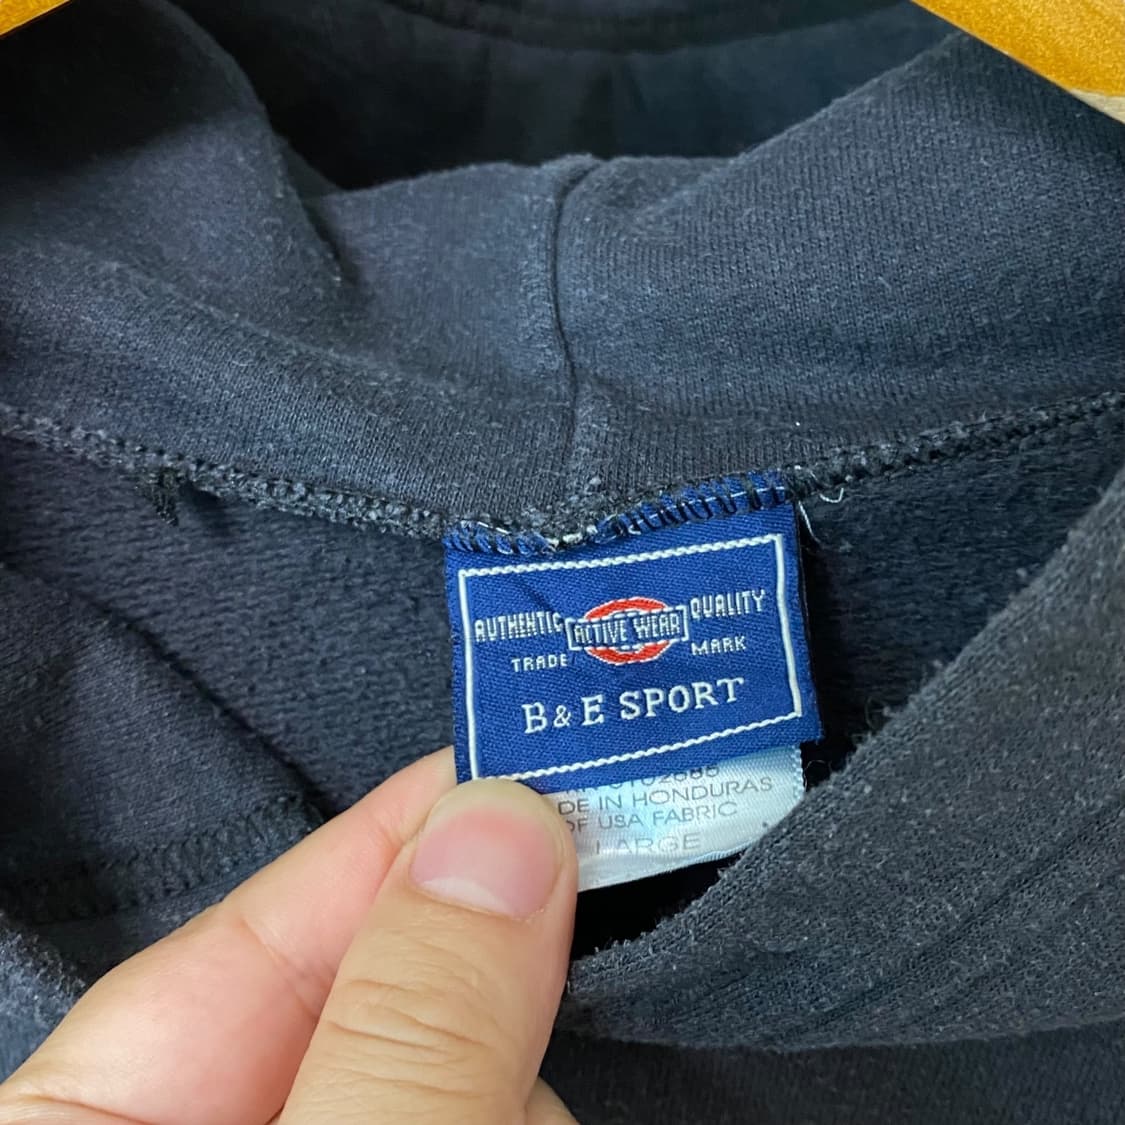 AUTHENTIC ACTIVE WEAR QUALITY
TRADE MARK
B & E SPORT
DE IN HONDURAS
OF USA FABRIC
LARGE